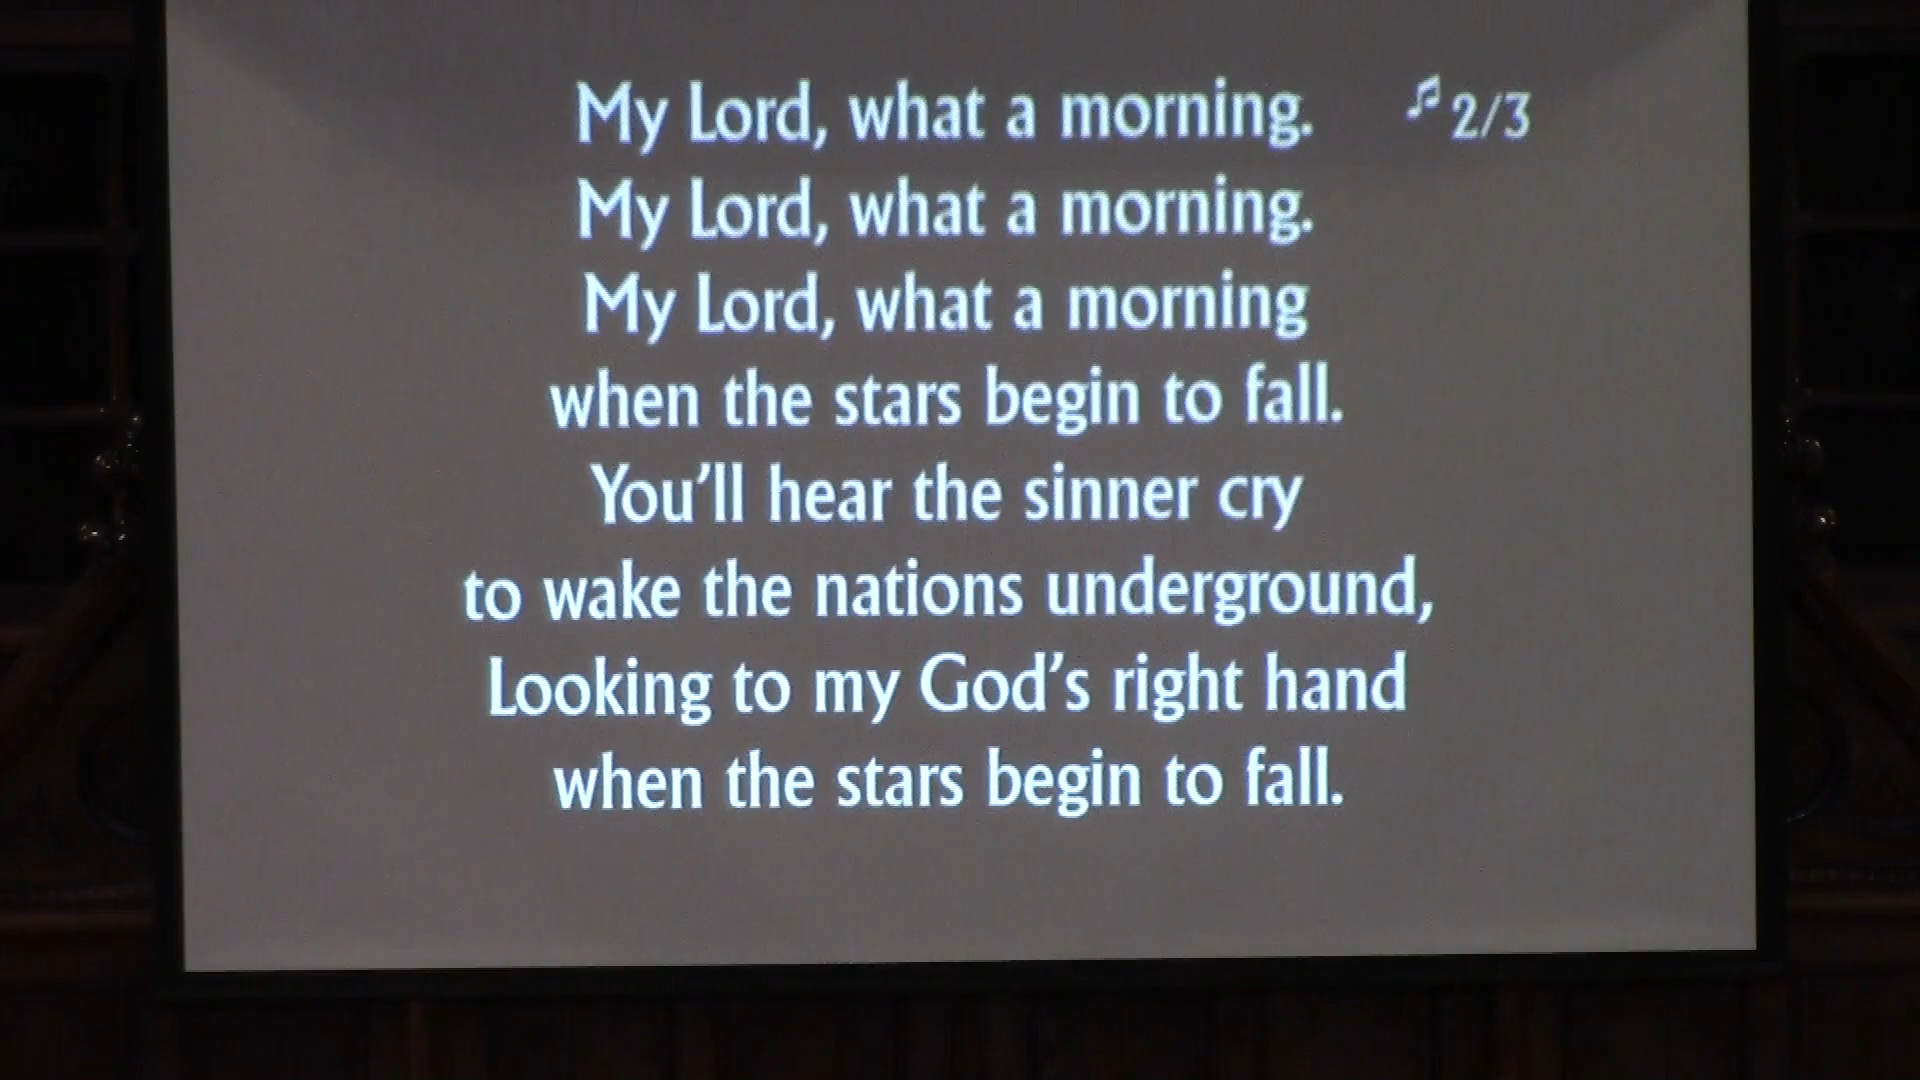 My Lord, what a morning. ♫ 2/3
My Lord, what a morning.
My Lord, what a morning
when the stars begin to fall.
You’ll hear the sinner cry
to wake the nations underground,
Looking to my God’s right hand
when the stars begin to fall.